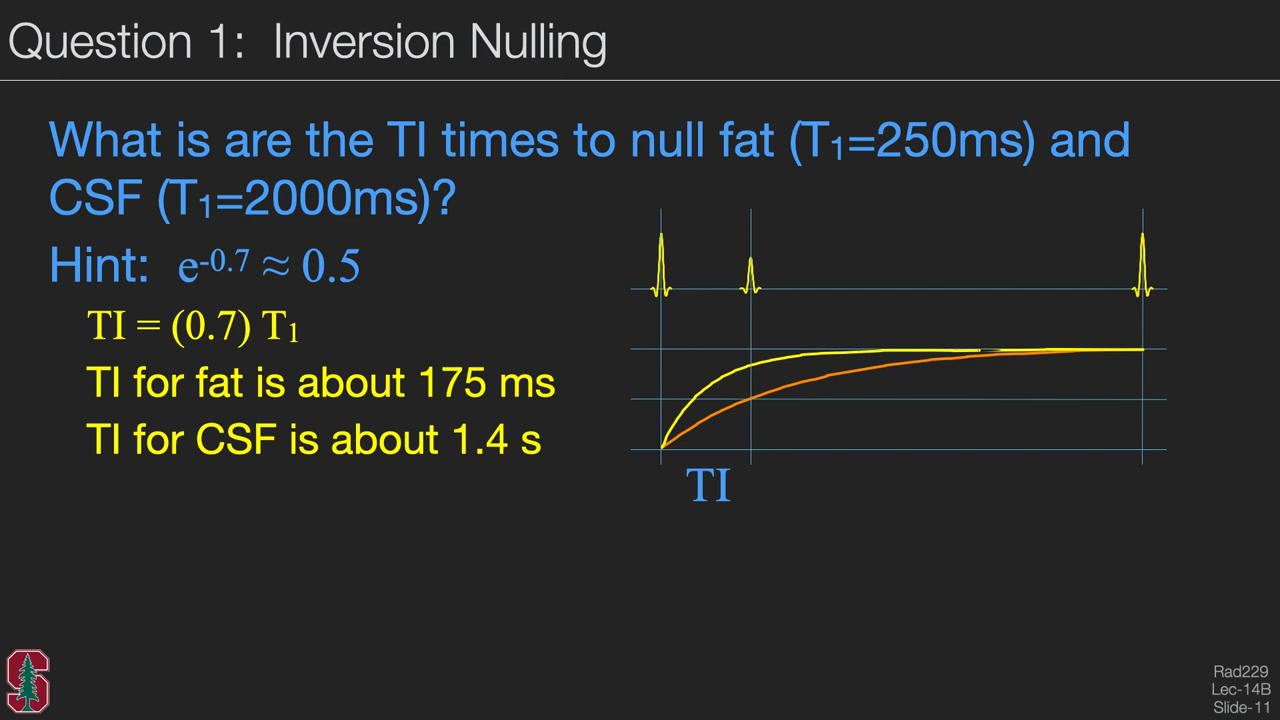 Question 1: Inversion Nulling
What is are the TI times to null fat (T₁=250ms) and
CSF (T₁=2000ms)?
Hint: e⁻⁰·⁷ ≈ 0.5
TI = (0.7) T₁
TI for fat is about 175 ms
TI for CSF is about 1.4 s
TI
S
Rad229
Lec-14B
Slide-11